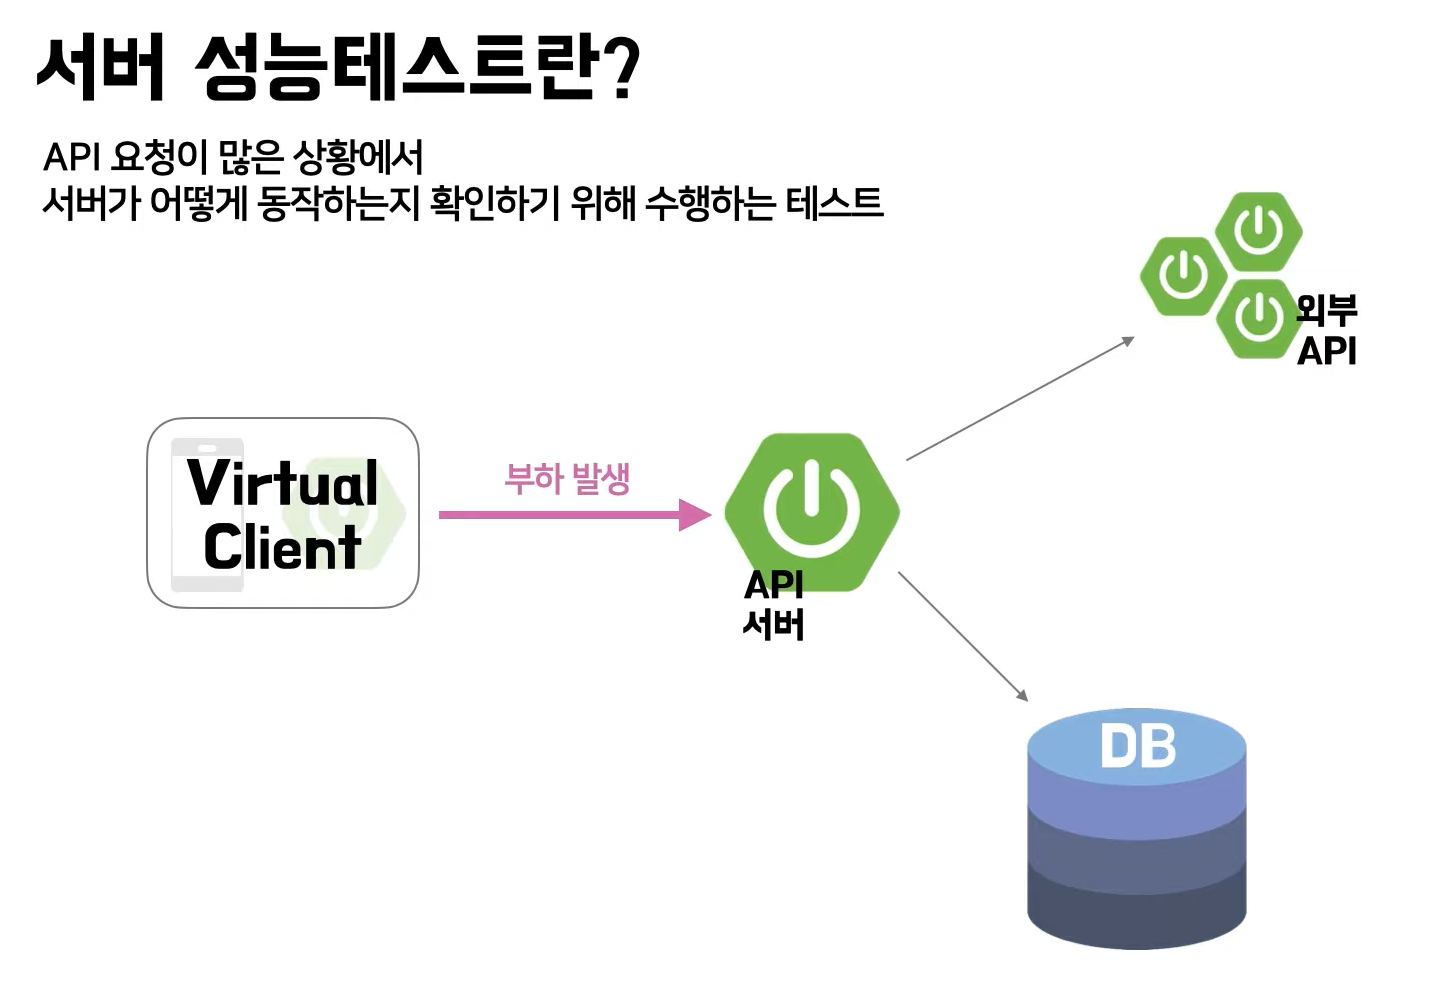 서버 성능테스트란?
API 요청이 많은 상황에서
서버가 어떻게 동작하는지 확인하기 위해 수행하는 테스트
외부
API
Virtual
Client
부하 발생
API
서버
DB